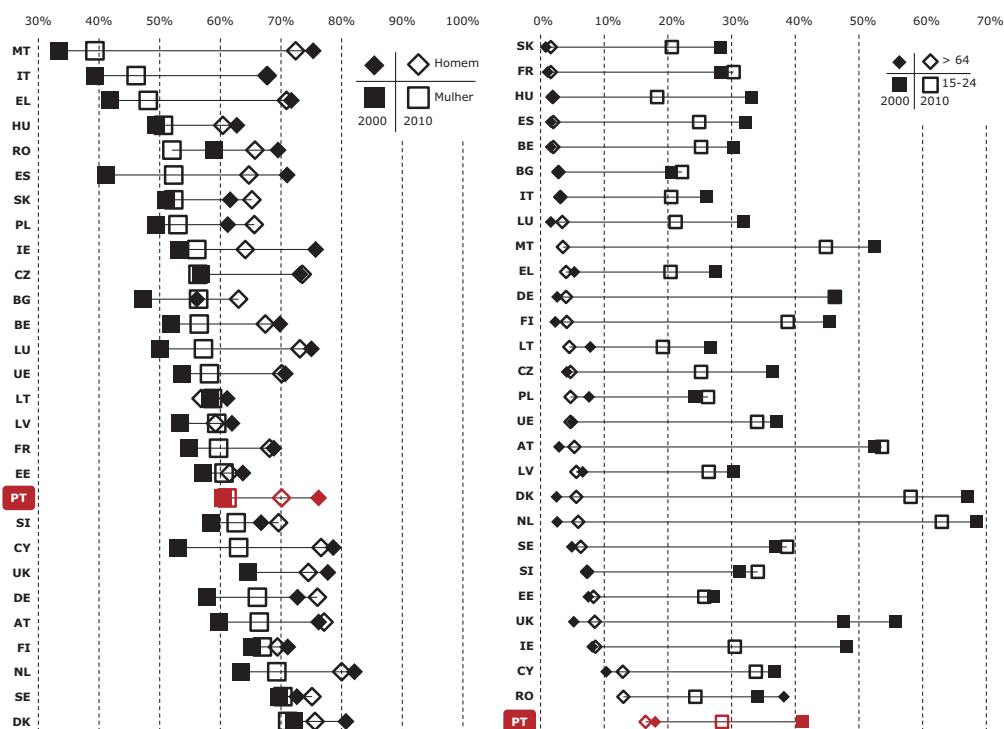 30% 40% 50% 60% 70% 80% 90% 100%
MT
IT
EL
HU
RO
ES
SK
PL
IE
CZ
BG
BE
LU
UE
LT
LV
FR
EE
PT
SI
CY
UK
DE
AT
FI
NL
SE
DK
Homem
Mulher
2000 2010
0% 10% 20% 30% 40% 50% 60% 70%
SK
FR
HU
ES
BE
BG
IT
LU
MT
EL
DE
FI
LT
CZ
PL
UE
AT
LV
DK
NL
SE
SI
EE
UK
IE
CY
RO
PT
> 64
15-24
2000 2010